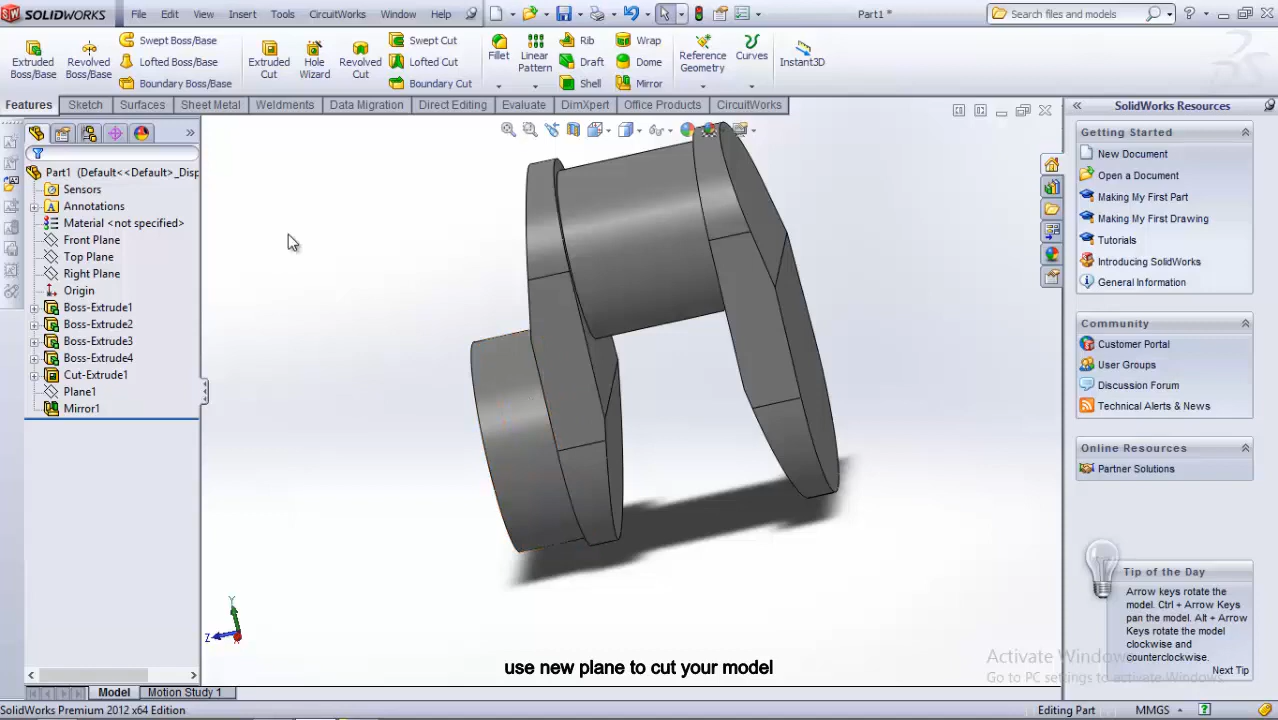 SOLIDWORKS
File
Edit
View
Insert
Tools
CircuitWorks
Window
Help
Part1 *
Search files and models
Extruded Boss/Base
Revolved Boss/Base
Swept Boss/Base
Lofted Boss/Base
Boundary Boss/Base
Extruded Cut
Hole Wizard
Revolved Cut
Swept Cut
Lofted Cut
Boundary Cut
Fillet
Linear Pattern
Rib
Draft
Shell
Wrap
Dome
Mirror
Reference Geometry
Curves
Instant3D
Features
Sketch
Surfaces
Sheet Metal
Weldments
Data Migration
Direct Editing
Evaluate
DimXpert
Office Products
CircuitWorks
Part1 (Default<<Default>_Disp
Sensors
Annotations
Material <not specified>
Front Plane
Top Plane
Right Plane
Origin
Boss-Extrude1
Boss-Extrude2
Boss-Extrude3
Boss-Extrude4
Cut-Extrude1
Plane1
Mirror1
Y
Z
SolidWorks Resources
Getting Started
New Document
Open a Document
Making My First Part
Making My First Drawing
Tutorials
Introducing SolidWorks
General Information
Community
Customer Portal
User Groups
Discussion Forum
Technical Alerts & News
Online Resources
Partner Solutions
Tip of the Day
Arrow keys rotate the
model. Ctrl + Arrow Keys
pan the model. Alt + Arrow
Keys rotate the model
clockwise and
counterclockwise.
Next Tip
Activate Windows
Go to PC settings to activate Windows.
use new plane to cut your model
Model
Motion Study 1
SolidWorks Premium 2012 x64 Edition
Editing Part
MMGS